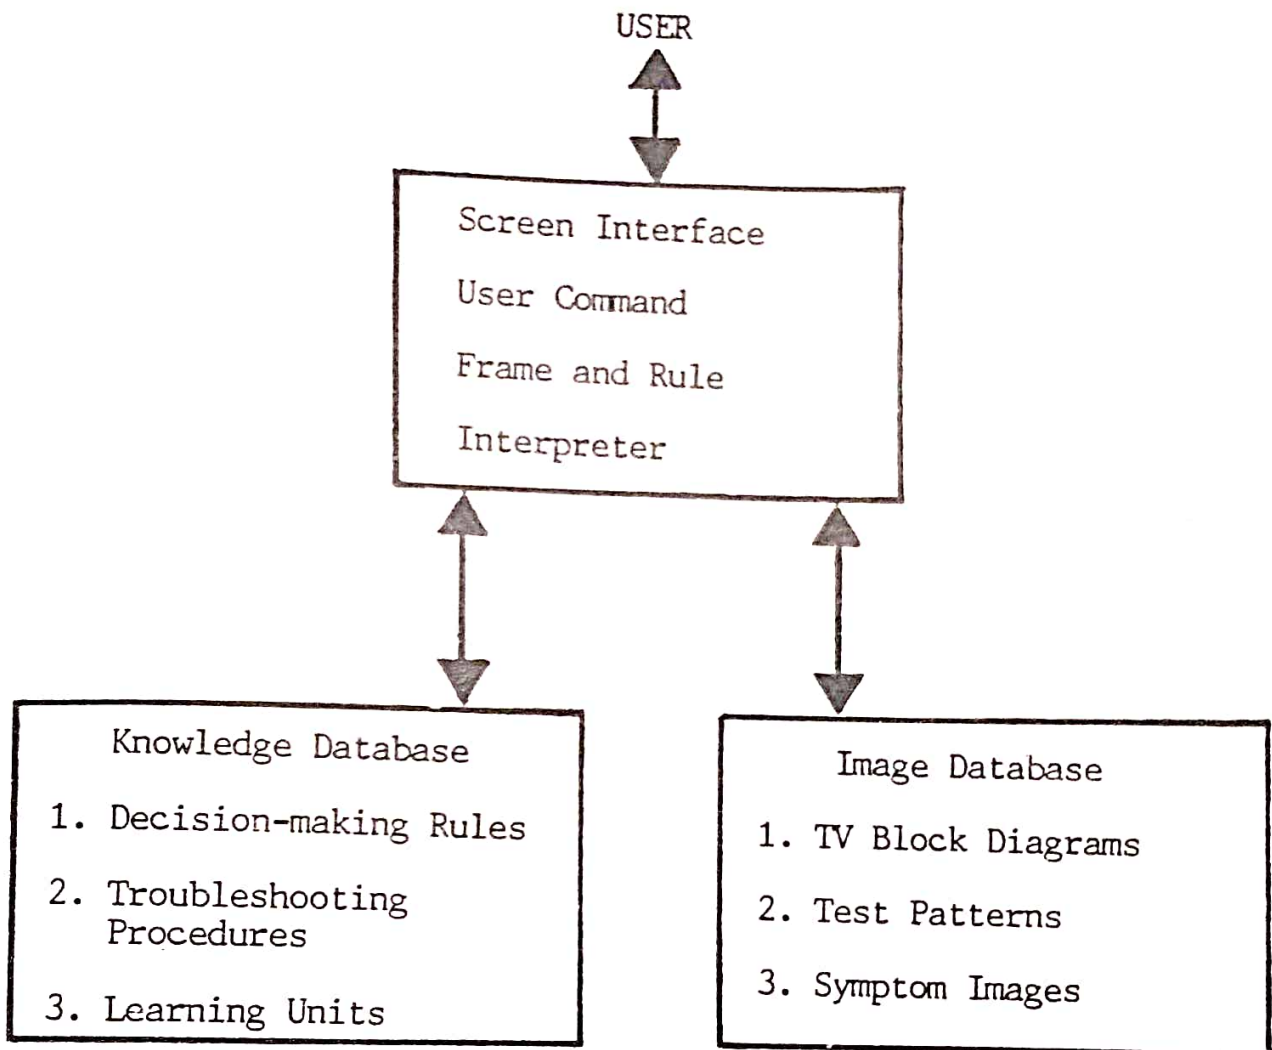 USER
Screen Interface
User Command
Frame and Rule
Interpreter
Knowledge Database
1. Decision-making Rules
2. Troubleshooting
Procedures
3. Learning Units
Image Database
1. TV Block Diagrams
2. Test Patterns
3. Symptom Images